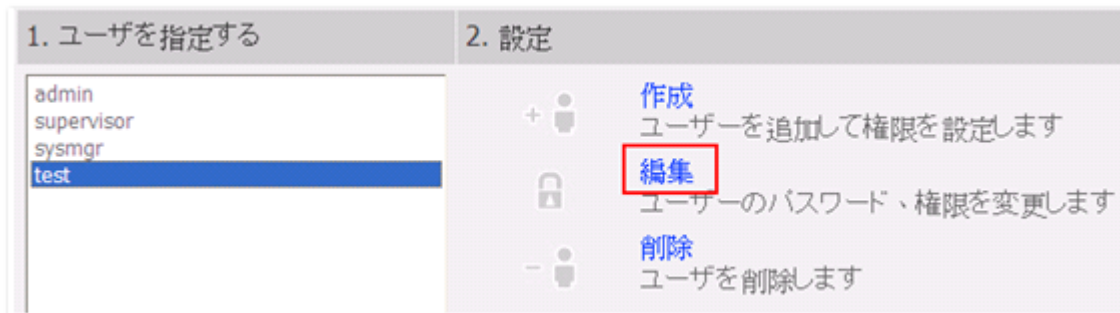 1. ユーザを指定する
2. 設定
admin
supervisor
sysmgr
test
作成
ユーザーを追加して権限を設定します
編集
ユーザーのパスワード、権限を変更します
削除
ユーザを削除します